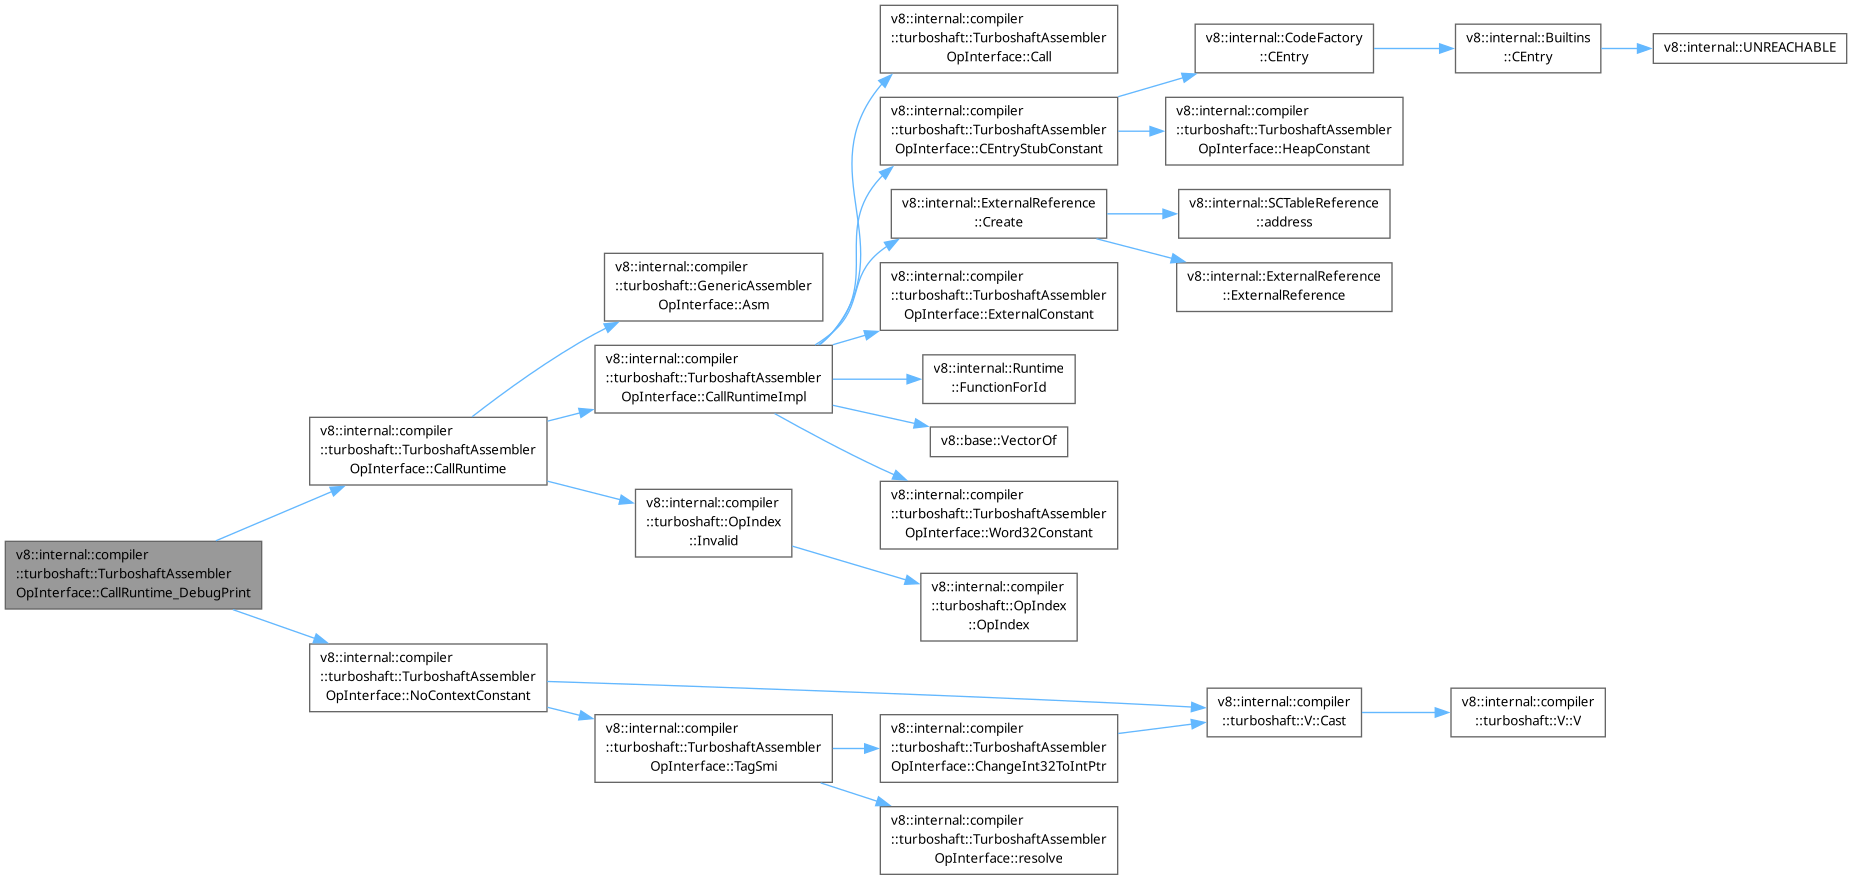 v8::internal::compiler
::turboshaft::TurboshaftAssembler
OpInterface::CallRuntime_DebugPrint
v8::internal::compiler
::turboshaft::TurboshaftAssembler
OpInterface::CallRuntime
v8::internal::compiler
::turboshaft::GenericAssembler
OpInterface::Asm
v8::internal::compiler
::turboshaft::TurboshaftAssembler
OpInterface::CallRuntimeImpl
v8::internal::compiler
::turboshaft::TurboshaftAssembler
OpInterface::Call
v8::internal::compiler
::turboshaft::TurboshaftAssembler
OpInterface::CEntryStubConstant
v8::internal::CodeFactory
::CEntry
v8::internal::Builtins
::CEntry
v8::internal::UNREACHABLE
v8::internal::compiler
::turboshaft::TurboshaftAssembler
OpInterface::HeapConstant
v8::internal::ExternalReference
::Create
v8::internal::SCTableReference
::address
v8::internal::ExternalReference
::ExternalReference
v8::internal::compiler
::turboshaft::TurboshaftAssembler
OpInterface::ExternalConstant
v8::internal::Runtime
::FunctionForId
v8::base::VectorOf
v8::internal::compiler
::turboshaft::TurboshaftAssembler
OpInterface::Word32Constant
v8::internal::compiler
::turboshaft::OpIndex
::Invalid
v8::internal::compiler
::turboshaft::OpIndex
::OpIndex
v8::internal::compiler
::turboshaft::TurboshaftAssembler
OpInterface::NoContextConstant
v8::internal::compiler
::turboshaft::V::Cast
v8::internal::compiler
::turboshaft::V::V
v8::internal::compiler
::turboshaft::TurboshaftAssembler
OpInterface::TagSmi
v8::internal::compiler
::turboshaft::TurboshaftAssembler
OpInterface::ChangeInt32ToIntPtr
v8::internal::compiler
::turboshaft::TurboshaftAssembler
OpInterface::resolve